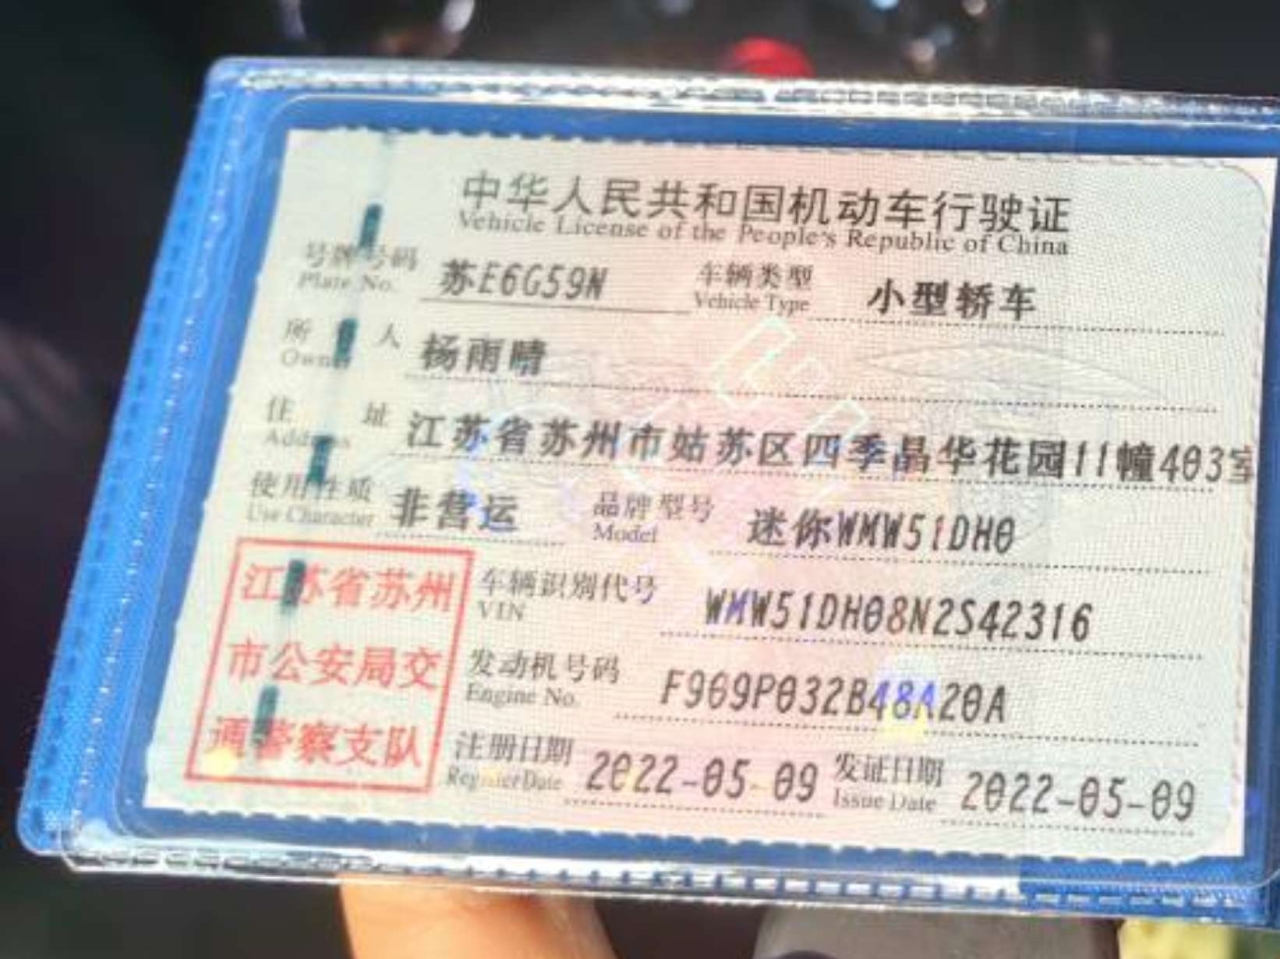 中华人民共和国机动车行驶证
Vehicle License of the People's Republic of China
号牌号码 苏E6G59N 车辆类型 小型轿车
Plate No. Vehicle Type
所有人 杨雨晴
Owner
住址 江苏省苏州市姑苏区四季晶华花园11幢403室
Address
使用性质 非营运 品牌型号 迷你WMW51DH0
Use Character Model
江苏省苏州
市公安局交
通警察支队
车辆识别代号 WMW51DH08N2S42316
VIN
发动机号码 F969P032B48A20A
Engine No.
注册日期 2022-05-09 发证日期 2022-05-09
Register Date Issue Date